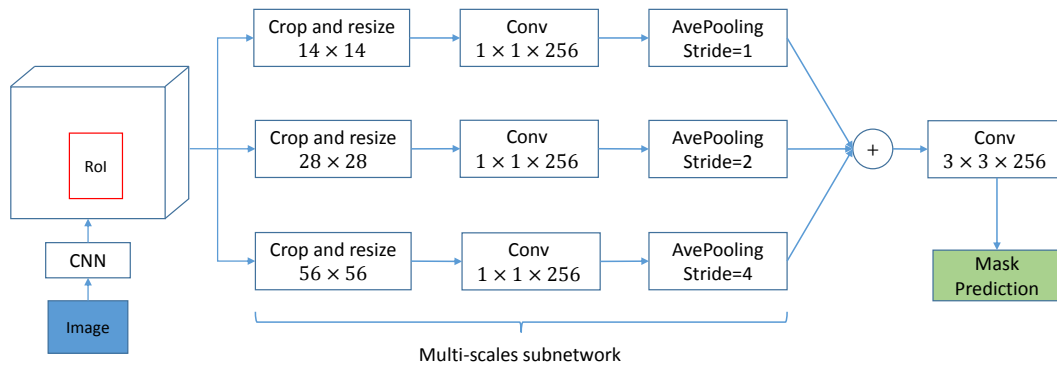 RoI
CNN
Image
Crop and resize
14 × 14
Conv
1 × 1 × 256
AvePooling
Stride=1
Crop and resize
28 × 28
Conv
1 × 1 × 256
AvePooling
Stride=2
Crop and resize
56 × 56
Conv
1 × 1 × 256
AvePooling
Stride=4
+
Conv
3 × 3 × 256
Mask
Prediction
Multi-scales subnetwork